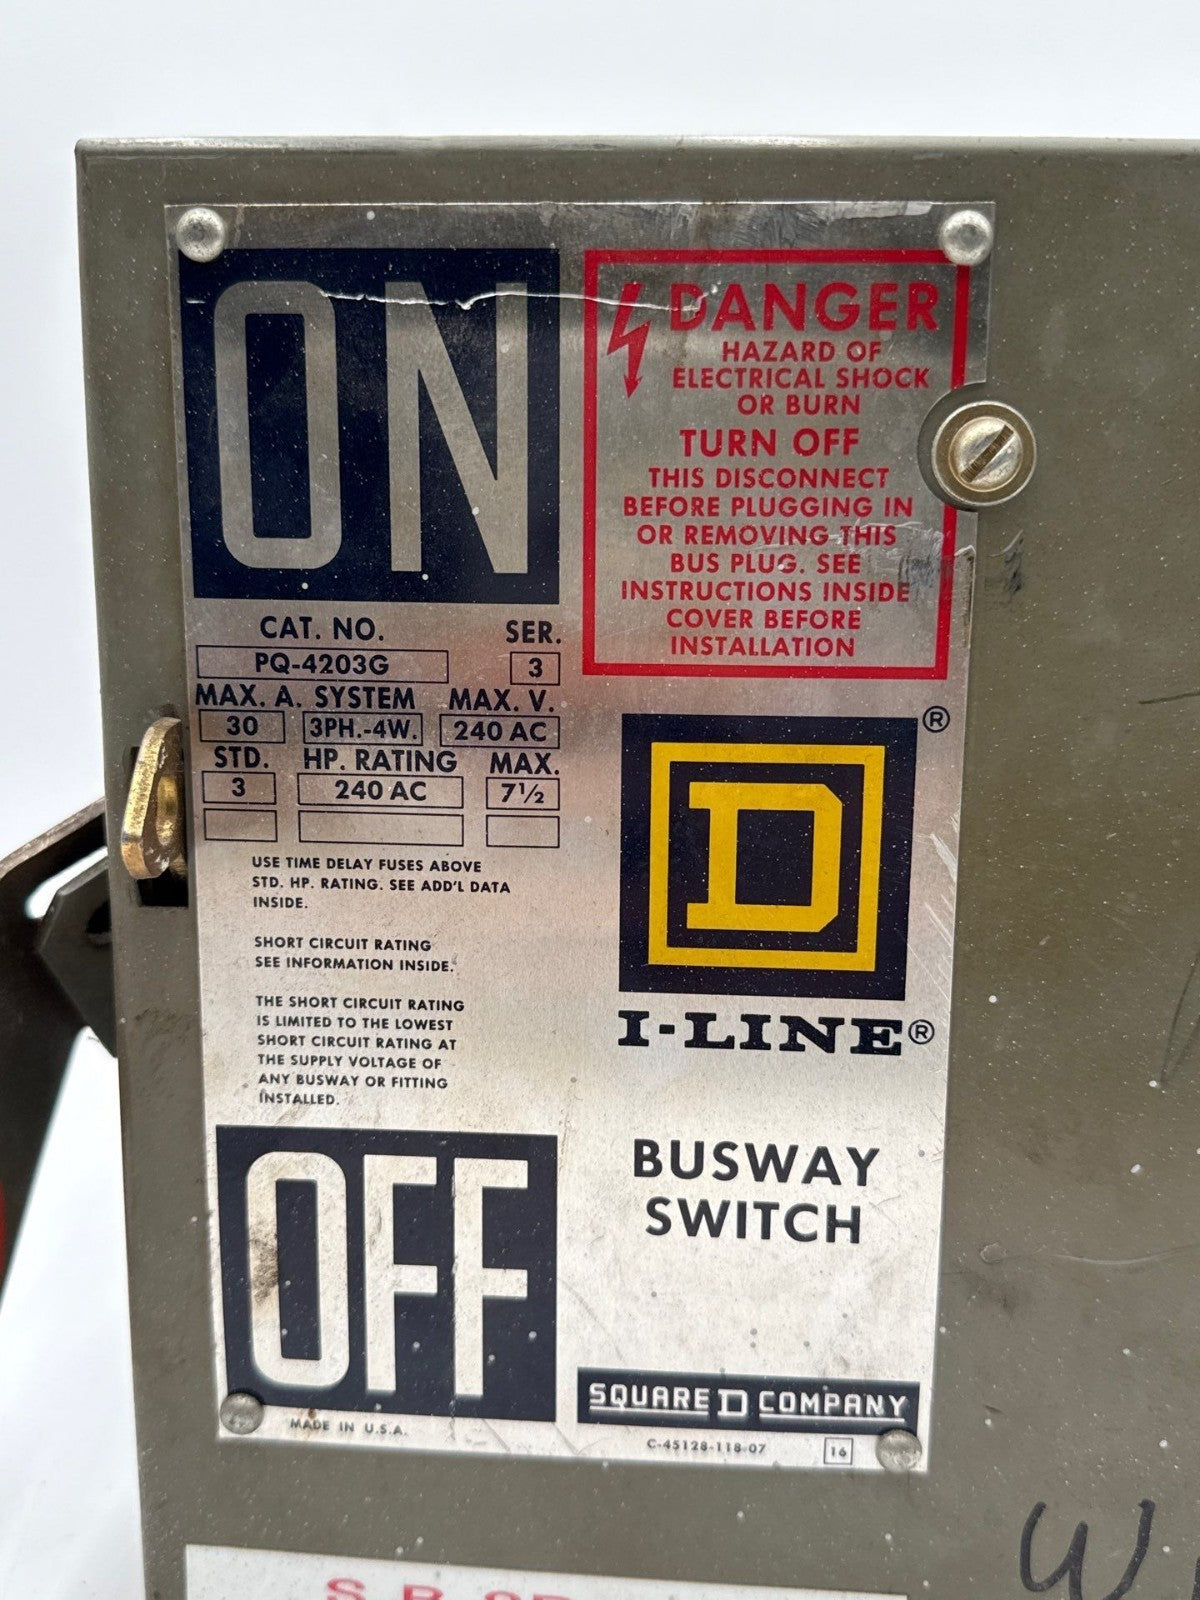 ON
DANGER
HAZARD OF
ELECTRICAL SHOCK
OR BURN
TURN OFF
THIS DISCONNECT
BEFORE PLUGGING IN
OR REMOVING THIS
BUS PLUG. SEE
INSTRUCTIONS INSIDE
COVER BEFORE
INSTALLATION
CAT. NO. SER.
PQ-4203G 3
MAX. A. SYSTEM MAX. V.
30 3PH.-4W. 240 AC
STD. HP. RATING MAX.
3 240 AC 7½
USE TIME DELAY FUSES ABOVE
STD. HP. RATING. SEE ADD'L DATA
INSIDE.
SHORT CIRCUIT RATING
SEE INFORMATION INSIDE.
THE SHORT CIRCUIT RATING
IS LIMITED TO THE LOWEST
SHORT CIRCUIT RATING AT
THE SUPPLY VOLTAGE OF
ANY BUSWAY OR FITTING
INSTALLED.
D ®
I-LINE®
BUSWAY
SWITCH
OFF
SQUARE D COMPANY
MADE IN U.S.A.
C-45128-118-07 16
W